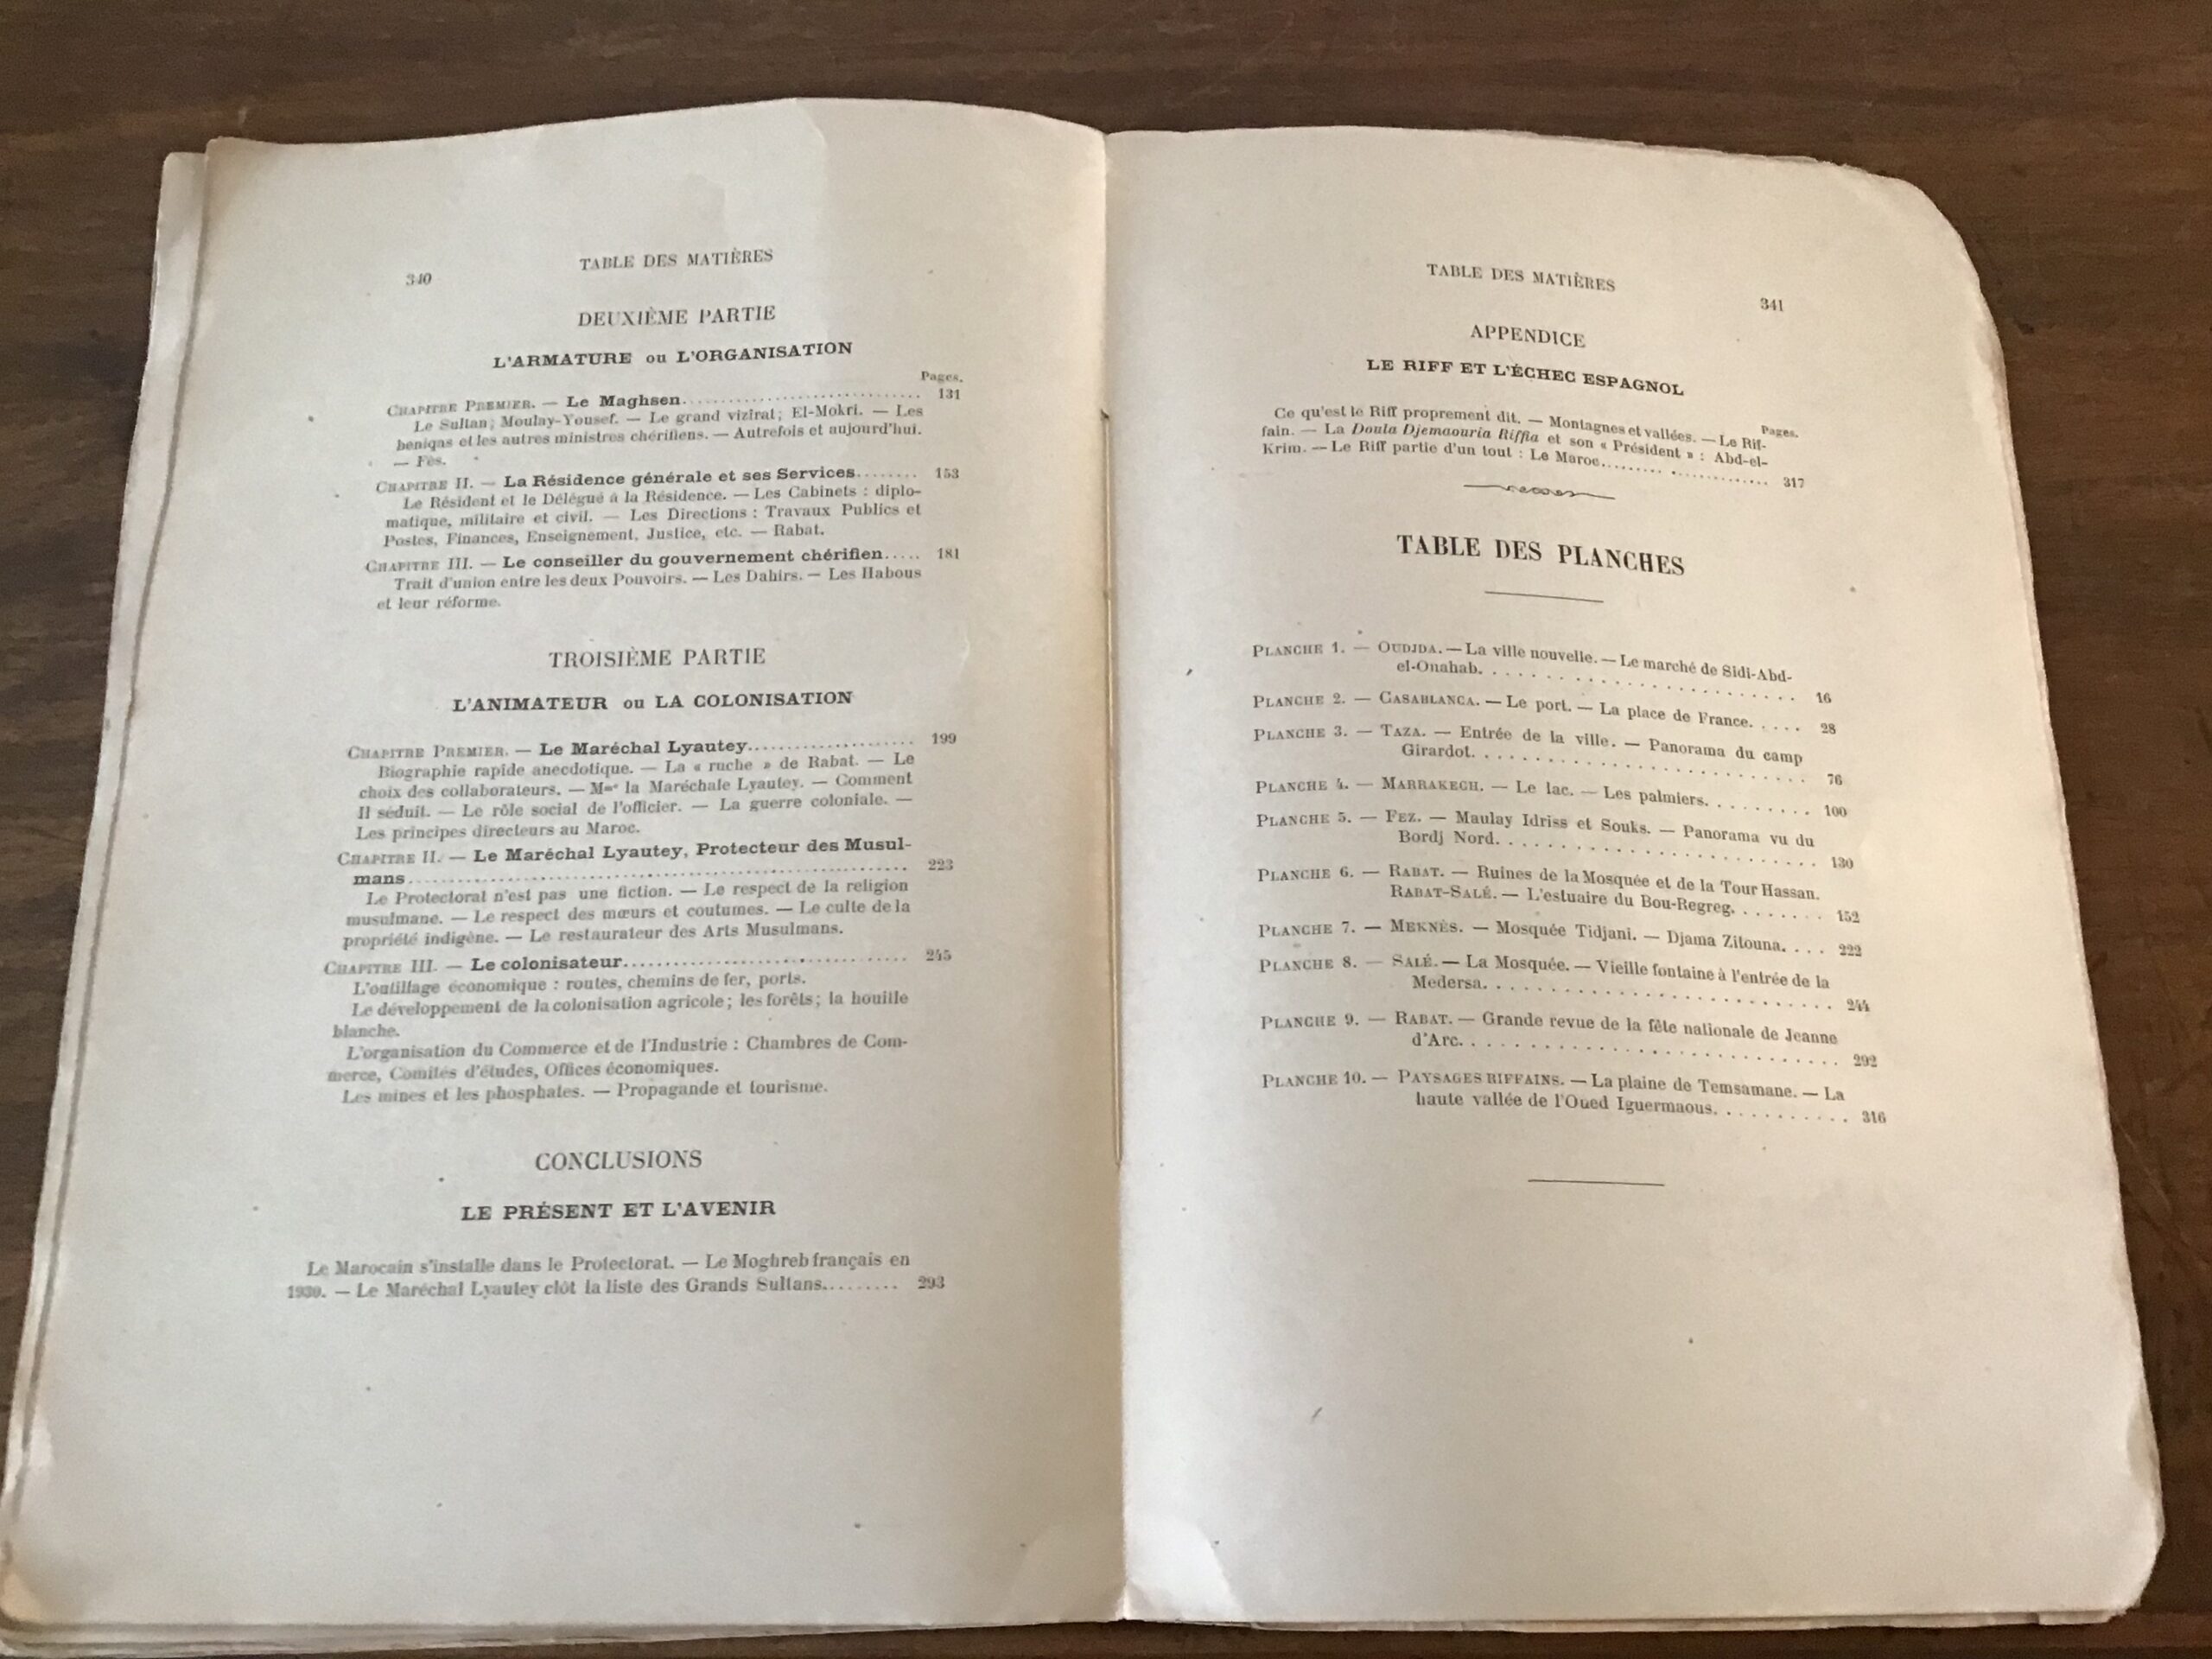 340
TABLE DES MATIÈRES
DEUXIÈME PARTIE
L'ARMATURE ou L'ORGANISATION
Pages.
CHAPITRE PREMIER. — Le Maghsen.............................. 131
Le Sultan; Moulay-Yousef. — Le grand vizirat; El-Mokri. — Les
beniqas et les autres ministres chérifiens. — Autrefois et aujourd'hui.
— Fès.
CHAPITRE II. — La Résidence générale et ses Services........ 153
Le Résident et le Délégué à la Résidence. — Les Cabinets : diplo-
matique, militaire et civil. — Les Directions : Travaux Publics et
Postes, Finances, Enseignement, Justice, etc. — Rabat.
CHAPITRE III. — Le conseiller du gouvernement chérifien..... 181
Trait d'union entre les deux Pouvoirs. — Les Dahirs. — Les Habous
et leur réforme.
TROISIÈME PARTIE
L'ANIMATEUR ou LA COLONISATION
CHAPITRE PREMIER. — Le Maréchal Lyautey..................... 199
Biographie rapide anecdotique. — La « ruche » de Rabat. — Le
choix des collaborateurs. — Mme la Maréchale Lyautey. — Comment
Il séduit. — Le rôle social de l'officier. — La guerre coloniale. —
Les principes directeurs au Maroc.
CHAPITRE II. — Le Maréchal Lyautey, Protecteur des Musul-
mans............................................................ 223
Le Protectorat n'est pas une fiction. — Le respect de la religion
musulmane. — Le respect des mœurs et coutumes. — Le culte de la
propriété indigène. — Le restaurateur des Arts Musulmans.
CHAPITRE III. — Le colonisateur.................................. 245
L'outillage économique : routes, chemins de fer, ports.
Le développement de la colonisation agricole; les forêts; la houille
blanche.
L'organisation du Commerce et de l'Industrie : Chambres de Com-
merce, Comités d'études, Offices économiques.
Les mines et les phosphates. — Propagande et tourisme.
CONCLUSIONS
LE PRÉSENT ET L'AVENIR
Le Marocain s'installe dans le Protectorat. — Le Moghreb français en
1930. — Le Maréchal Lyautey clôt la liste des Grands Sultans.......... 293
TABLE DES MATIÈRES
341
APPENDICE
LE RIFF ET L'ÉCHEC ESPAGNOL
Pages.
Ce qu'est le Riff proprement dit. — Montagnes et vallées. — Le Rif-
fain. — La Doula Djemaouria Riffia et son « Président » : Abd-el-
Krim. — Le Riff partie d'un tout : Le Maroc....................... 317
TABLE DES PLANCHES
PLANCHE 1. — OUDJDA. — La ville nouvelle. — Le marché de Sidi-Abd-
el-Onahab. . . . . . . . . . . . . . . . . . . . . . . . . 16
PLANCHE 2. — CASABLANCA. — Le port. — La place de France. . . . . 28
PLANCHE 3. — TAZA. — Entrée de la ville. — Panorama du camp
Girardot. . . . . . . . . . . . . . . . . . . . . . . . . . 76
PLANCHE 4. — MARRAKECH. — Le lac. — Les palmiers. . . . . . . . . 100
PLANCHE 5. — FEZ. — Maulay Idriss et Souks. — Panorama vu du
Bordj Nord. . . . . . . . . . . . . . . . . . . . . . . . . 130
PLANCHE 6. — RABAT. — Ruines de la Mosquée et de la Tour Hassan.
RABAT-SALÉ. — L'estuaire du Bou-Regreg. . . . . . . . 152
PLANCHE 7. — MEKNÈS. — Mosquée Tidjani. — Djama Zitouna. . . . 222
PLANCHE 8. — SALÉ. — La Mosquée. — Vieille fontaine à l'entrée de la
Medersa. . . . . . . . . . . . . . . . . . . . . . . . . . . 244
PLANCHE 9. — RABAT. — Grande revue de la fête nationale de Jeanne
d'Arc. . . . . . . . . . . . . . . . . . . . . . . . . . . . 292
PLANCHE 10. — PAYSAGES RIFFAINS. — La plaine de Temsamane. — La
haute vallée de l'Oued Iguermaous. . . . . . . . . . . 316